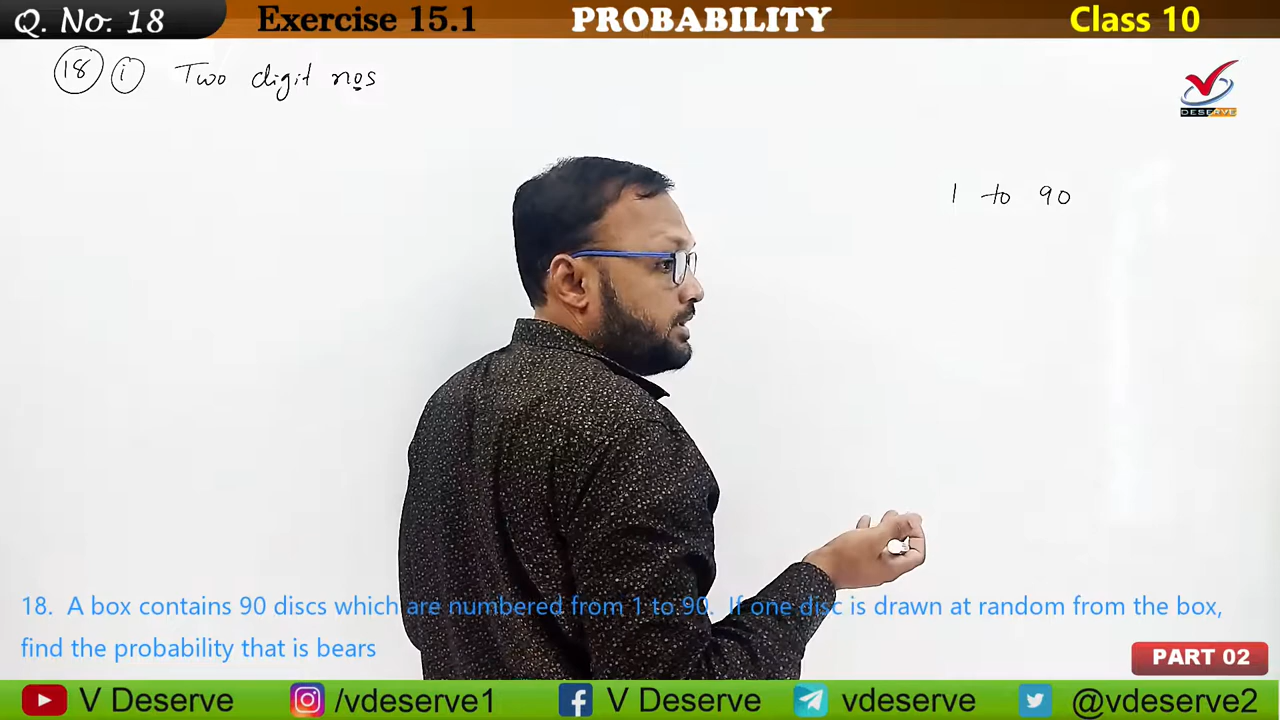 Q. No. 18
Exercise 15.1
PROBABILITY
Class 10
18 i Two digit nos
DESERVE
1 to 90
18. A box contains 90 discs which are numbered from 1 to 90. If one disc is drawn at random from the box,
find the probability that is bears
PART 02
V Deserve
/vdeserve1
V Deserve
vdeserve
@vdeserve2